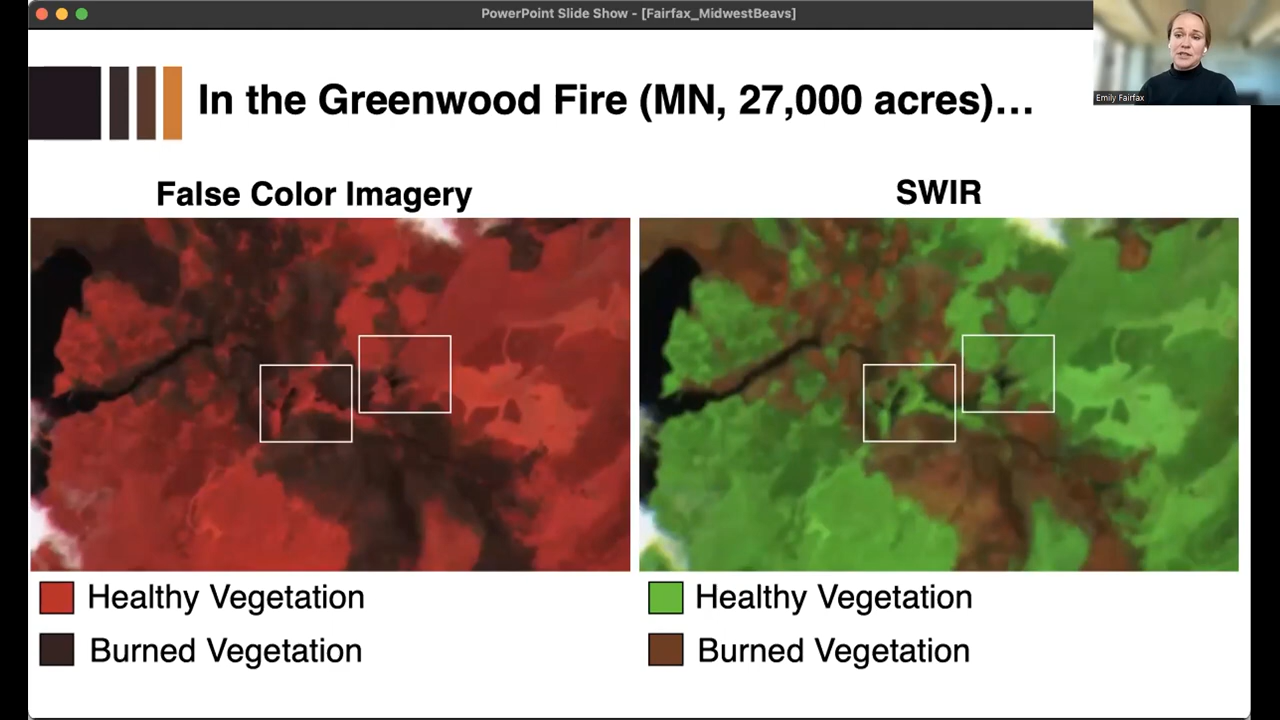 PowerPoint Slide Show - [Fairfax_MidwestBeavs]
Emily Fairfax
In the Greenwood Fire (MN, 27,000 acres)…
False Color Imagery
SWIR
Healthy Vegetation
Burned Vegetation
Healthy Vegetation
Burned Vegetation